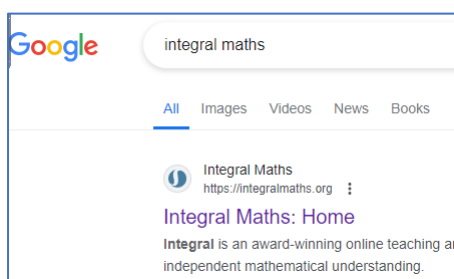 Google
integral maths
All Images Videos News Books
Integral Maths
https://integralmaths.org
Integral Maths: Home
Integral is an award-winning online teaching
independent mathematical understanding.